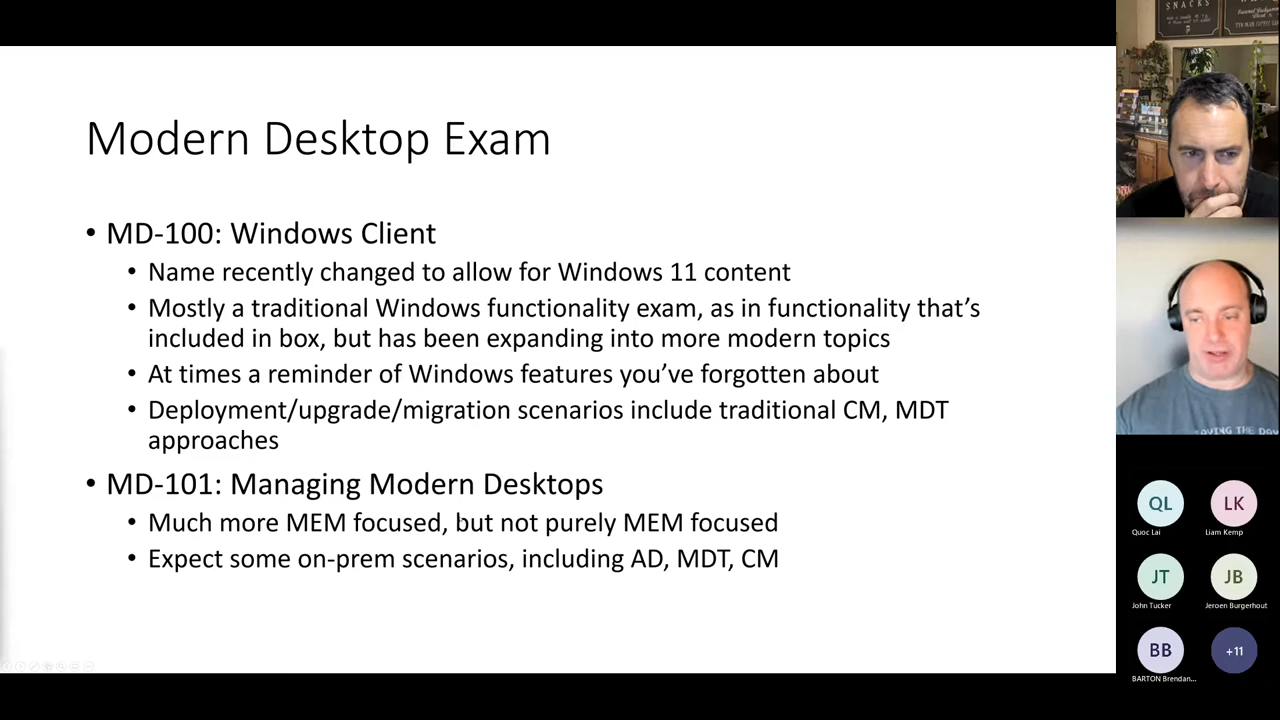 Modern Desktop Exam
• MD-100: Windows Client
• Name recently changed to allow for Windows 11 content
• Mostly a traditional Windows functionality exam, as in functionality that’s
included in box, but has been expanding into more modern topics
• At times a reminder of Windows features you’ve forgotten about
• Deployment/upgrade/migration scenarios include traditional CM, MDT
approaches
• MD-101: Managing Modern Desktops
• Much more MEM focused, but not purely MEM focused
• Expect some on-prem scenarios, including AD, MDT, CM
SNACKS
QL
LK
Quoc Lai
Liam Kemp
JT
JB
John Tucker
Jeroen Burgerhout
BB
+11
BARTON Brendan...